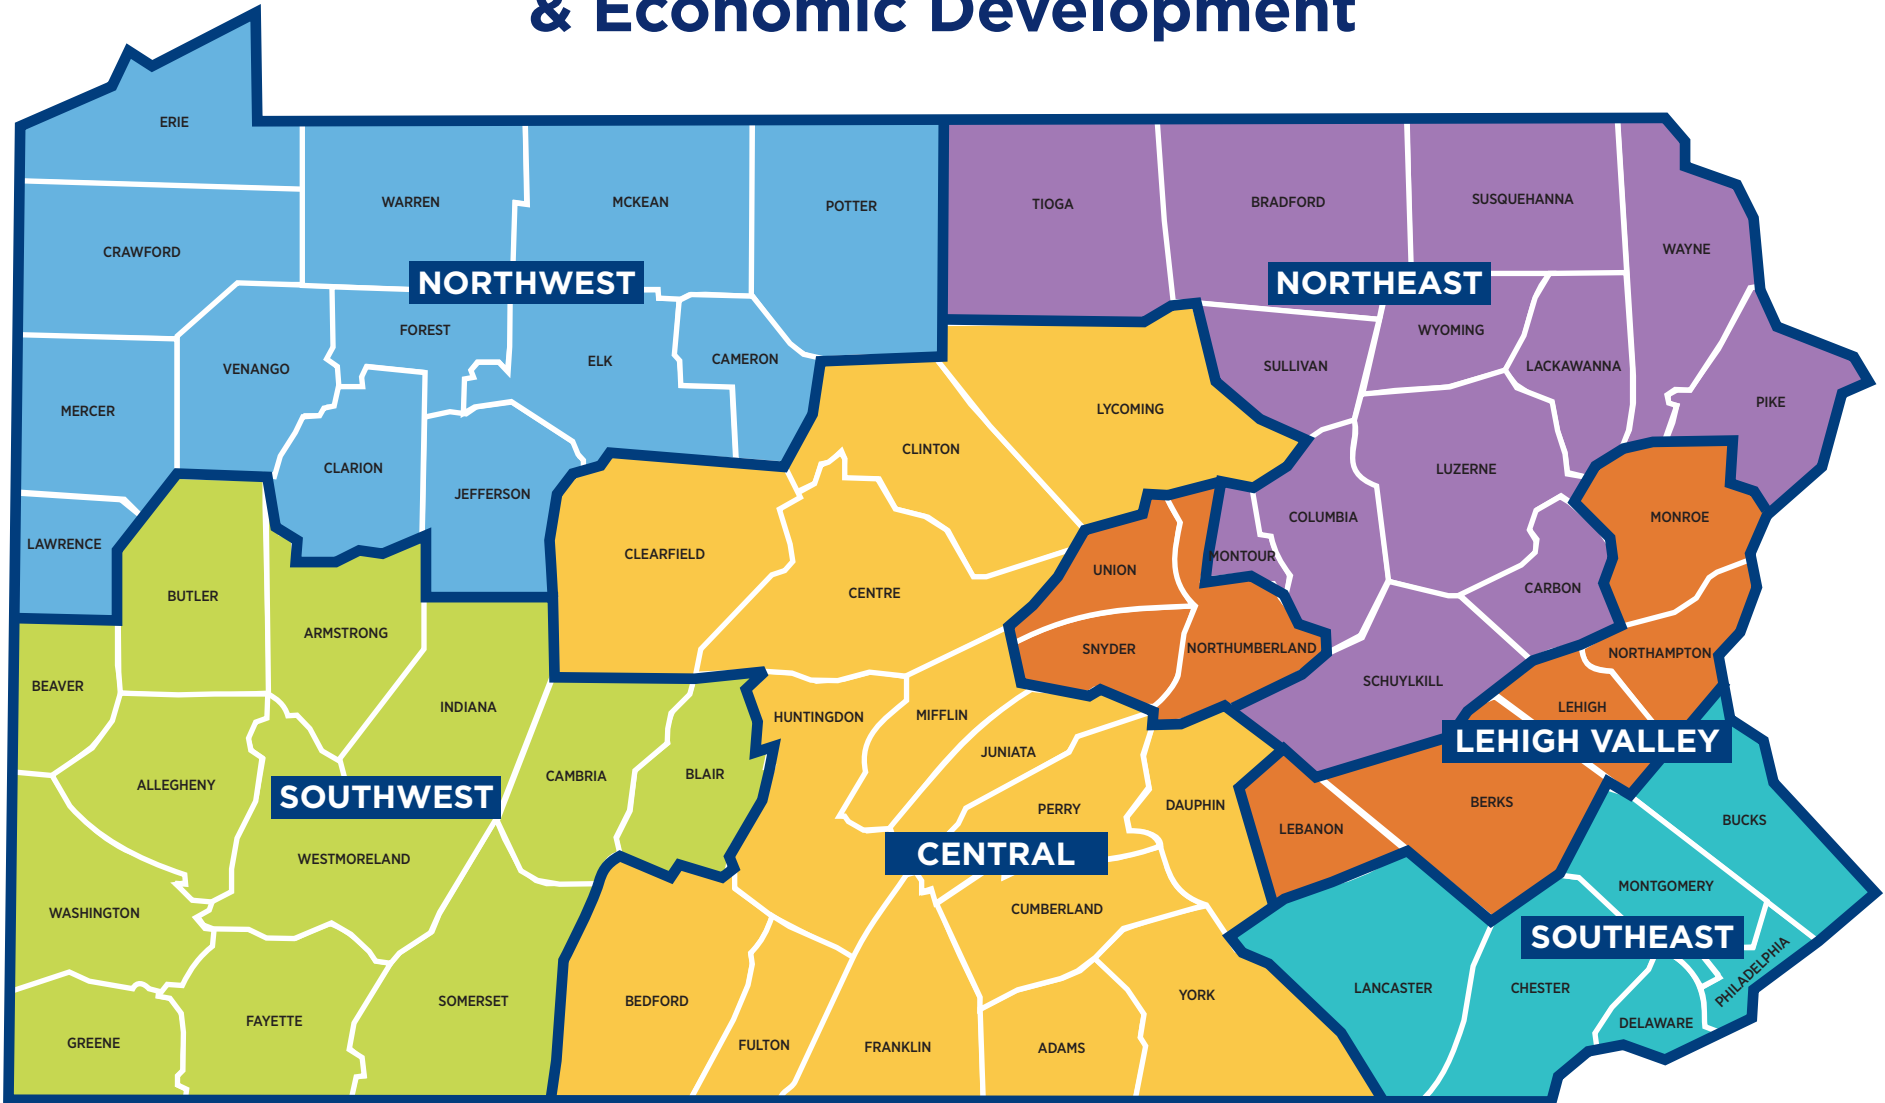 & Economic Development
ERIE
WARREN
MCKEAN
POTTER
TIOGA
BRADFORD
SUSQUEHANNA
WAYNE
CRAWFORD
NORTHWEST
NORTHEAST
FOREST
WYOMING
VENANGO
ELK
CAMERON
SULLIVAN
LACKAWANNA
PIKE
MERCER
LYCOMING
CLINTON
CLARION
LUZERNE
JEFFERSON
COLUMBIA
MONROE
LAWRENCE
CLEARFIELD
MONTOUR
UNION
BUTLER
CENTRE
CARBON
ARMSTRONG
SNYDER
NORTHUMBERLAND
NORTHAMPTON
BEAVER
SCHUYLKILL
INDIANA
LEHIGH
HUNTINGDON
MIFFLIN
LEHIGH VALLEY
JUNIATA
CAMBRIA
BLAIR
ALLEGHENY
SOUTHWEST
PERRY
DAUPHIN
BERKS
LEBANON
BUCKS
WESTMORELAND
CENTRAL
MONTGOMERY
WASHINGTON
CUMBERLAND
SOUTHEAST
PHILADELPHIA
LANCASTER
CHESTER
BEDFORD
YORK
SOMERSET
FAYETTE
DELAWARE
GREENE
FULTON
FRANKLIN
ADAMS